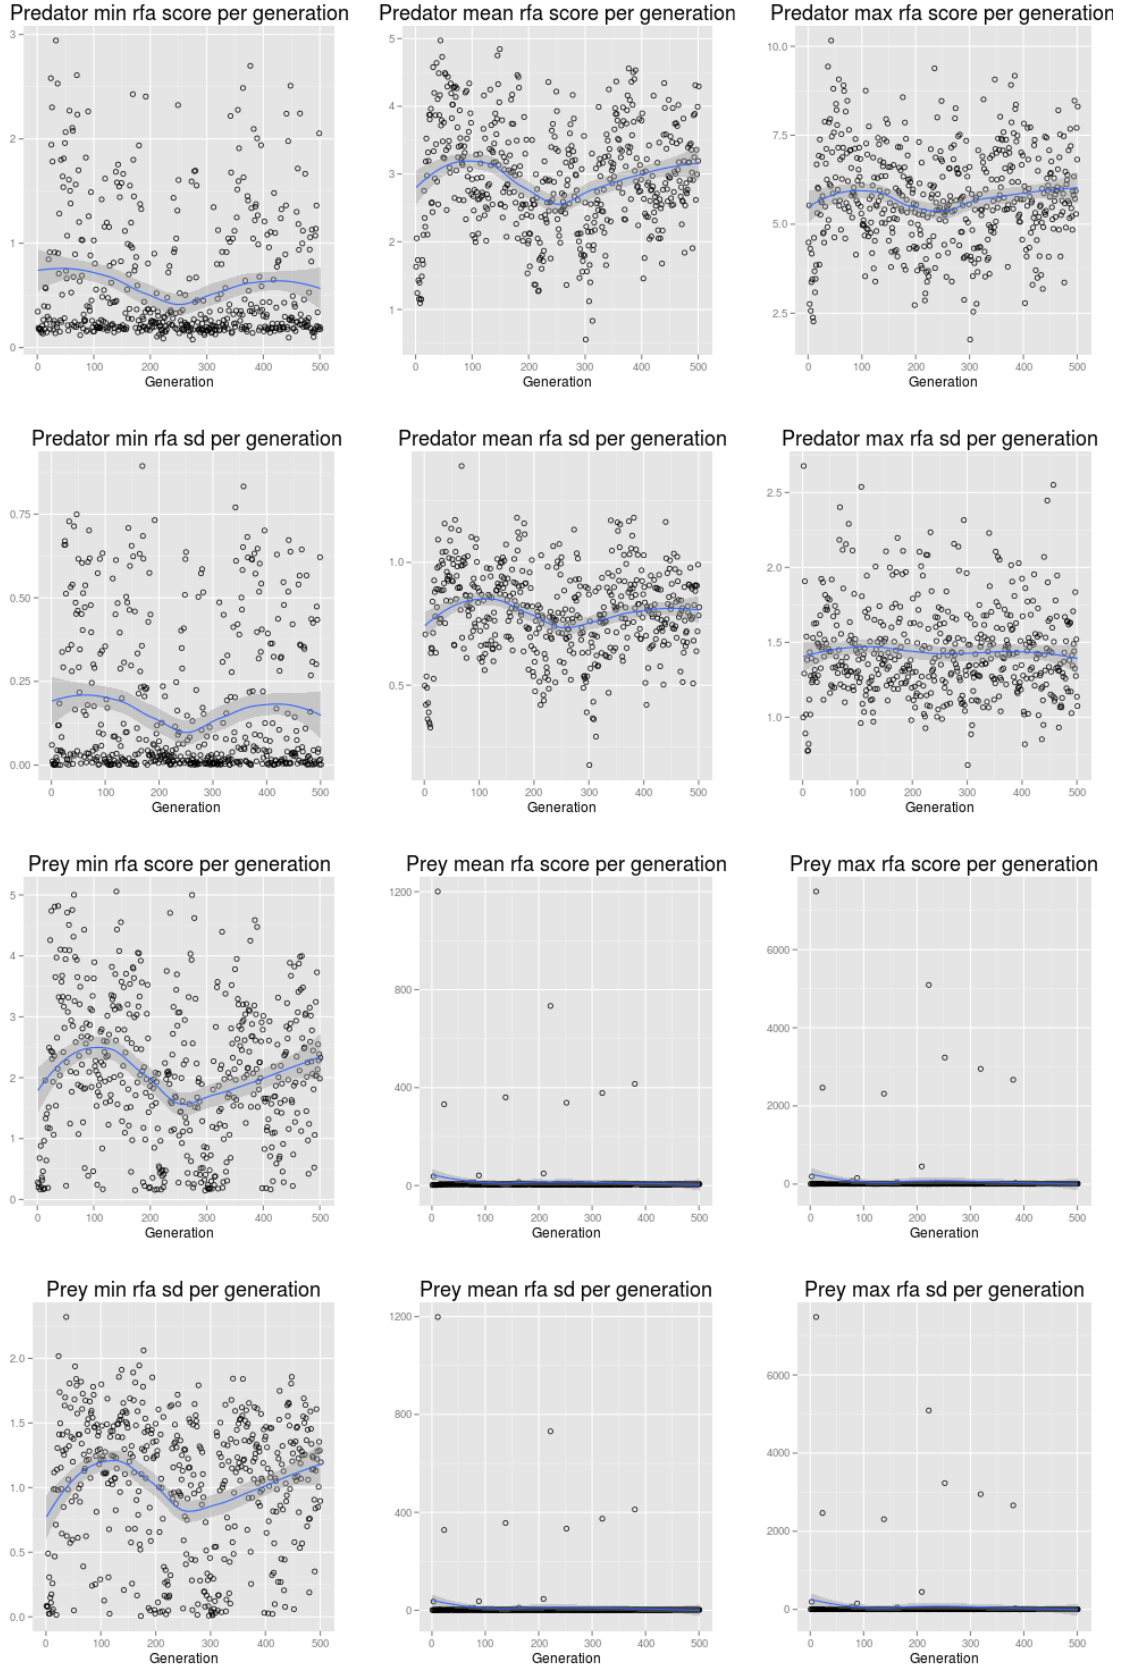 Predator min rfa score per generation
Predator mean rfa score per generation
Predator max rfa score per generation
3
2
1
0
0 100 200 300 400 500
Generation
5
4
3
2
1
0 100 200 300 400 500
Generation
10.0
7.5
5.0
2.5
0 100 200 300 400 500
Generation
Predator min rfa sd per generation
Predator mean rfa sd per generation
Predator max rfa sd per generation
0.75
0.50
0.25
0.00
0 100 200 300 400 500
Generation
1.0
0.5
0 100 200 300 400 500
Generation
2.5
2.0
1.5
1.0
0 100 200 300 400 500
Generation
Prey min rfa score per generation
Prey mean rfa score per generation
Prey max rfa score per generation
5
4
3
2
1
0
0 100 200 300 400 500
Generation
1200
800
400
0
0 100 200 300 400 500
Generation
6000
4000
2000
0
0 100 200 300 400 500
Generation
Prey min rfa sd per generation
Prey mean rfa sd per generation
Prey max rfa sd per generation
2.0
1.5
1.0
0.5
0.0
0 100 200 300 400 500
Generation
1200
800
400
0
0 100 200 300 400 500
Generation
6000
4000
2000
0
0 100 200 300 400 500
Generation